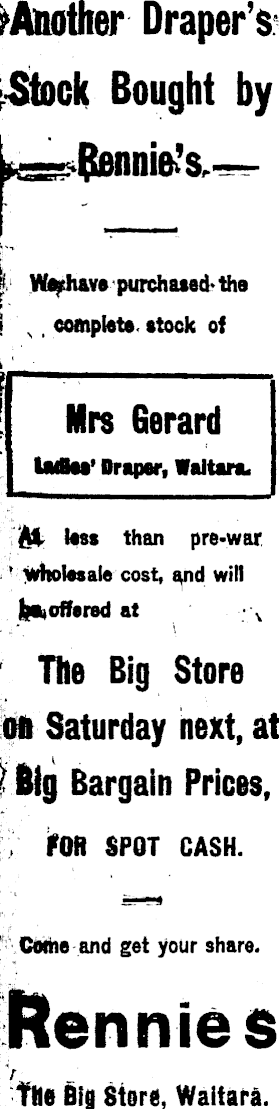 Another Draper's
Stock Bought by
Rennie's.
We have purchased the
complete stock of
Mrs Gerard
Ladies' Draper, Waitara.
At less than pre-war
wholesale cost, and will
be offered at
The Big Store
on Saturday next, at
Big Bargain Prices,
FOR SPOT CASH.
Come and get your share.
Rennie s
The Big Store, Waitara.